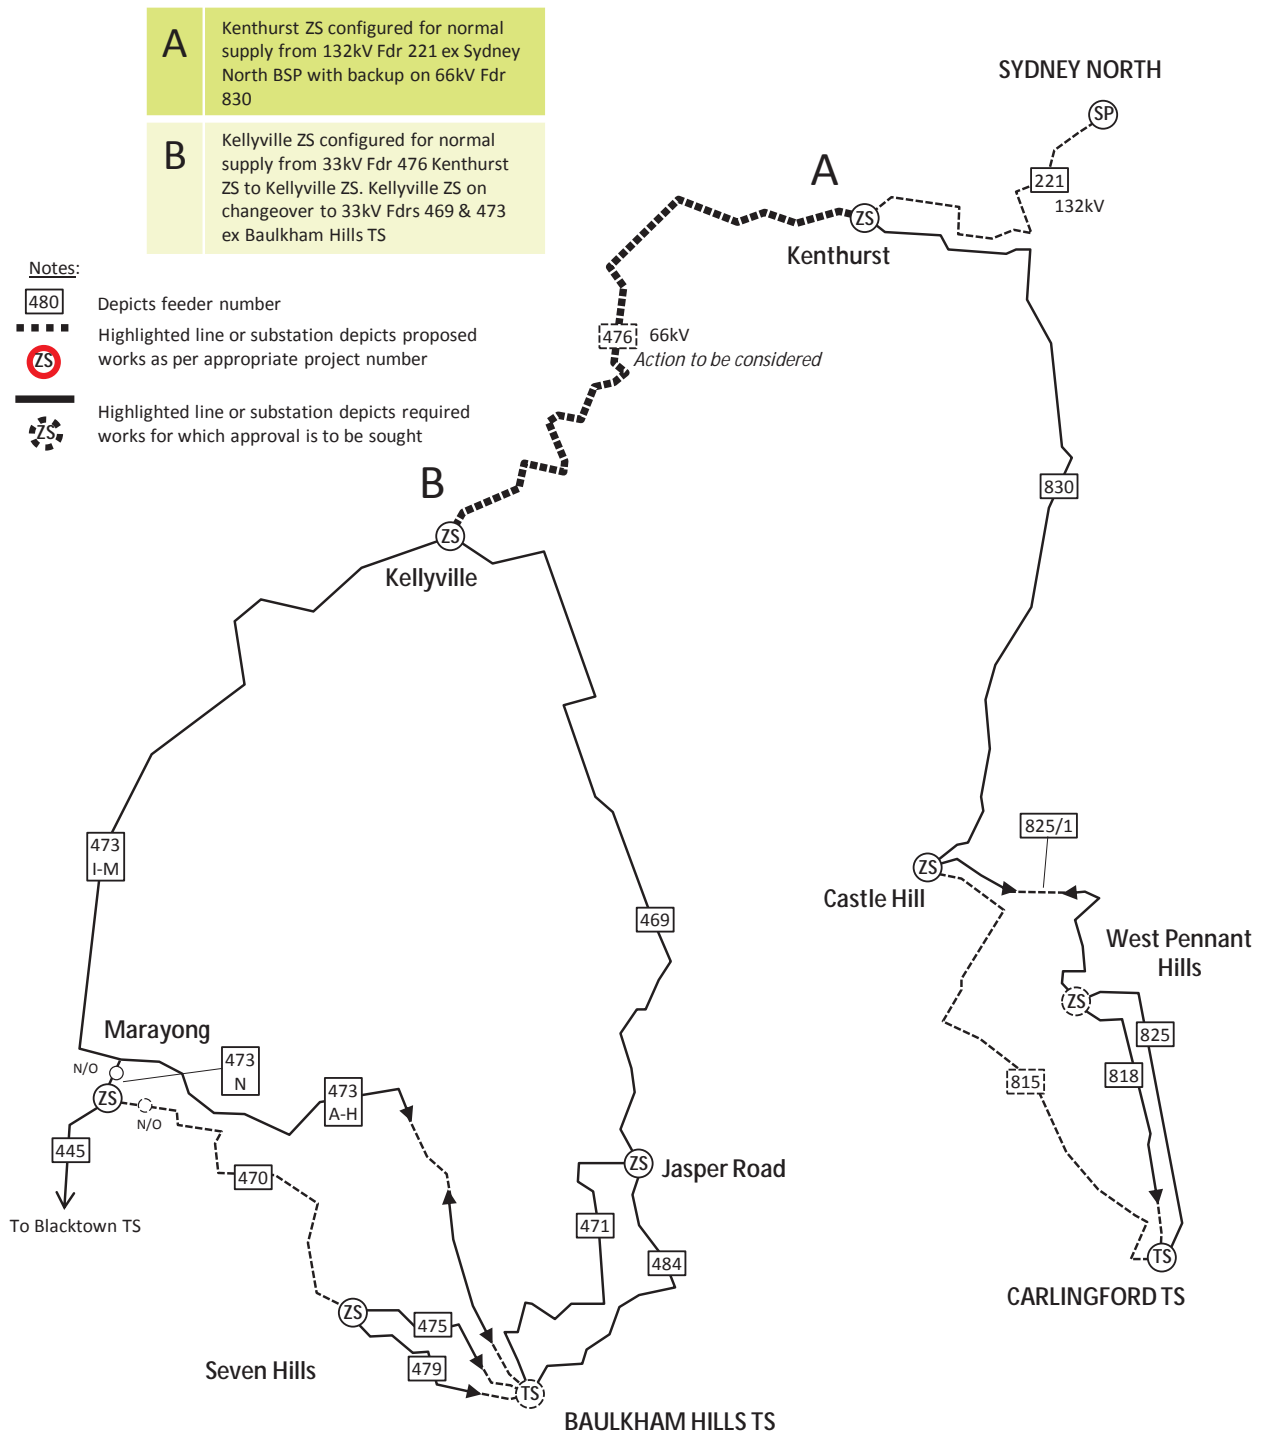 A
Kenthurst ZS configured for normal
supply from 132kV Fdr 221 ex Sydney
North BSP with backup on 66kV Fdr
830
B
Kellyville ZS configured for normal
supply from 33kV Fdr 476 Kenthurst
ZS to Kellyville ZS. Kellyville ZS on
changeover to 33kV Fdrs 469 & 473
ex Baulkham Hills TS
Notes:
480
Depicts feeder number
Highlighted line or substation depicts proposed
works as per appropriate project number
ZS
Highlighted line or substation depicts required
works for which approval is to be sought
ZS
SYDNEY NORTH
SP
221
132kV
A
ZS
Kenthurst
476
66kV
Action to be considered
830
B
ZS
Kellyville
473
I-M
469
825/1
ZS
Castle Hill
West Pennant
Hills
ZS
825
818
815
TS
CARLINGFORD TS
Marayong
N/O
473
N
ZS
N/O
473
A-H
445
470
To Blacktown TS
ZS
Jasper Road
471
484
ZS
475
479
Seven Hills
TS
BAULKHAM HILLS TS